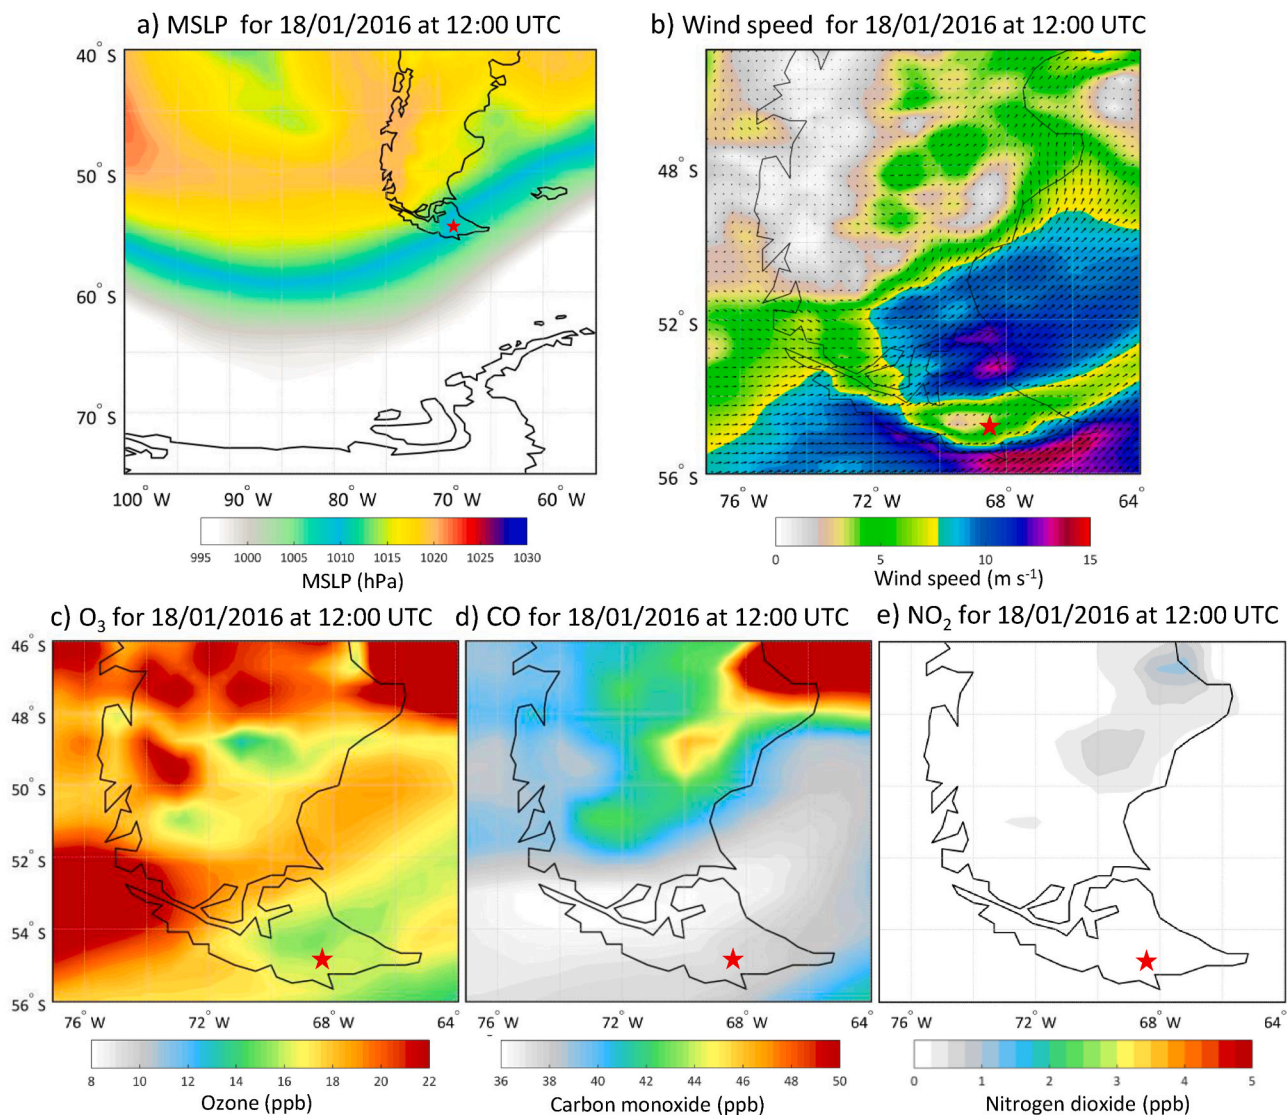 a) MSLP for 18/01/2016 at 12:00 UTC
b) Wind speed for 18/01/2016 at 12:00 UTC
40° S
50° S
60° S
70° S
100° W
90° W
80° W
70° W
60° W
995
1000
1005
1010
1015
1020
1025
1030
MSLP (hPa)
48° S
52° S
56° S
76° W
72° W
68° W
64°
0
5
10
15
Wind speed (m s⁻¹)
c) O₃ for 18/01/2016 at 12:00 UTC
d) CO for 18/01/2016 at 12:00 UTC
e) NO₂ for 18/01/2016 at 12:00 UTC
46° S
48° S
50° S
52° S
54° S
56° S
76° W
72° W
68° W
64° W
76° W
72° W
68° W
64° W
76° W
72° W
68° W
64°
8
10
12
14
16
18
20
22
Ozone (ppb)
36
38
40
42
44
46
48
50
Carbon monoxide (ppb)
0
1
2
3
4
5
Nitrogen dioxide (ppb)